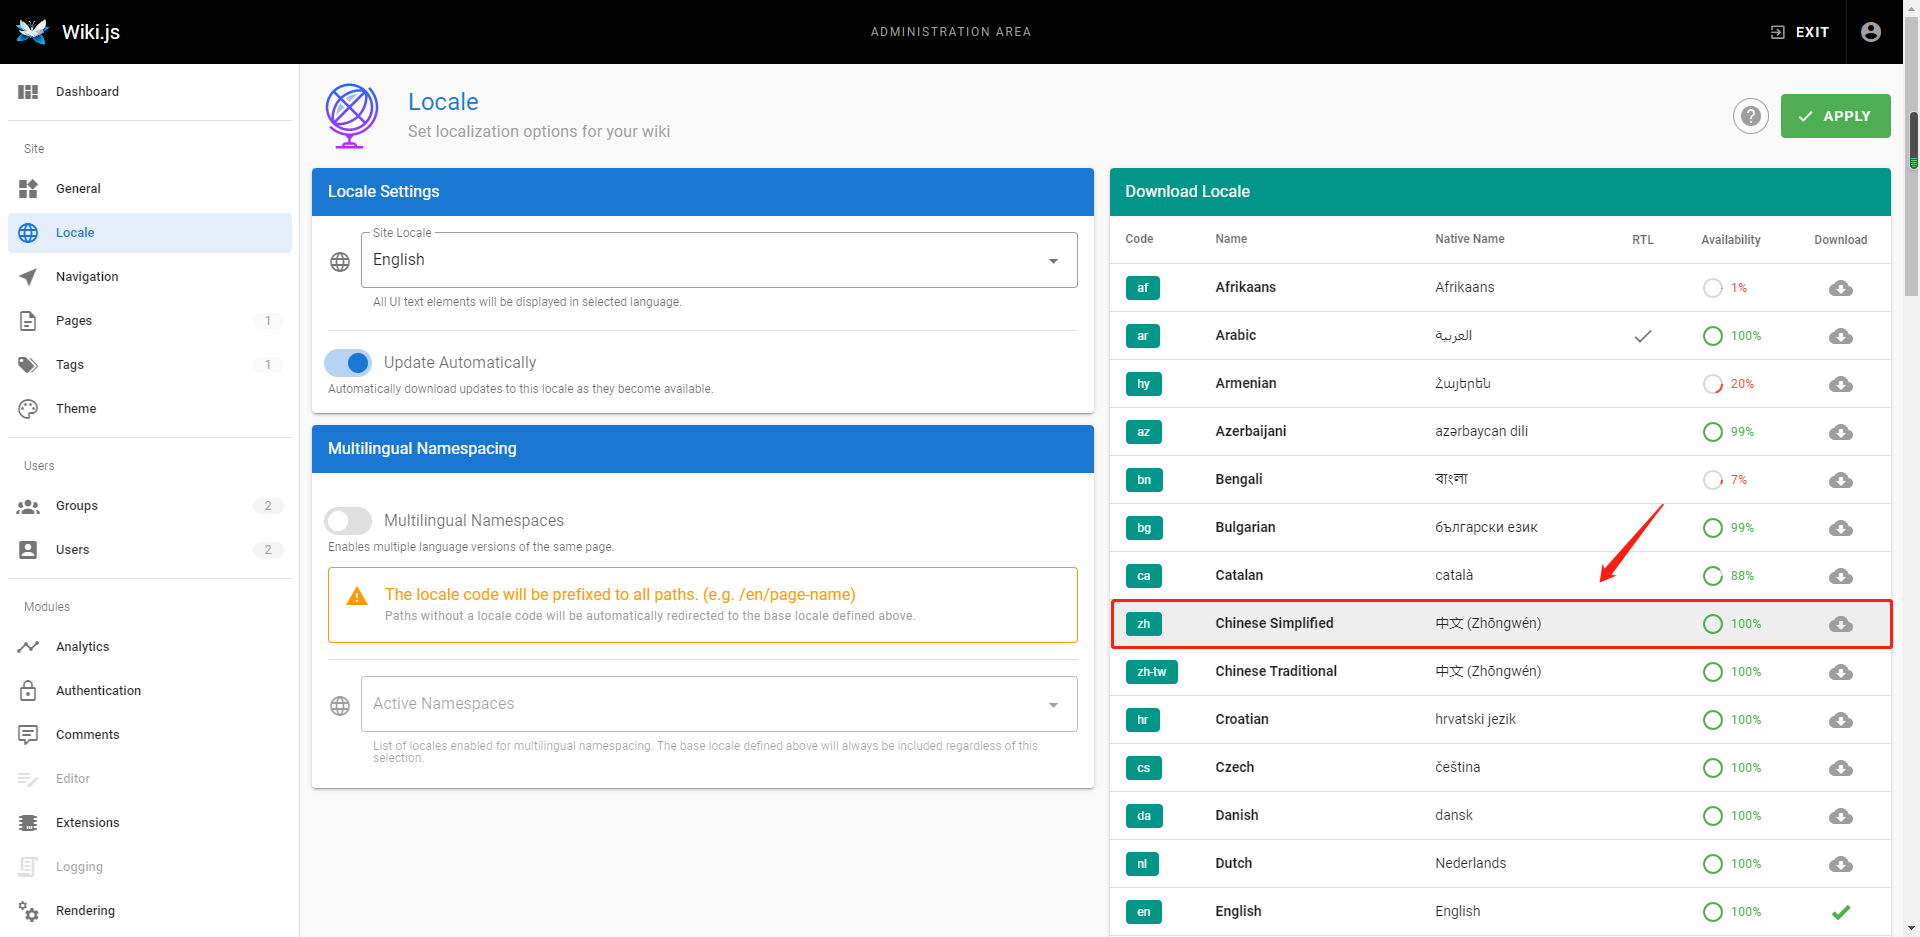 Wiki.js
ADMINISTRATION AREA
EXIT
Dashboard
Site
General
Locale
Navigation
Pages 1
Tags 1
Theme
Users
Groups 2
Users 2
Modules
Analytics
Authentication
Comments
Editor
Extensions
Logging
Rendering
Locale
Set localization options for your wiki
APPLY
Locale Settings
Site Locale
English
All UI text elements will be displayed in selected language.
Update Automatically
Automatically download updates to this locale as they become available.
Multilingual Namespacing
Multilingual Namespaces
Enables multiple language versions of the same page.
The locale code will be prefixed to all paths. (e.g. /en/page-name)
Paths without a locale code will be automatically redirected to the base locale defined above.
Active Namespaces
List of locales enabled for multilingual namespacing. The base locale defined above will always be included regardless of this
selection.
Download Locale
Code Name Native Name RTL Availability Download
af Afrikaans Afrikaans 1%
ar Arabic العربية 100%
hy Armenian Հայերեն 20%
az Azerbaijani azərbaycan dili 99%
bn Bengali বাংলা 7%
bg Bulgarian български език 99%
ca Catalan català 88%
zh Chinese Simplified 中文 (Zhōngwén) 100%
zh-tw Chinese Traditional 中文 (Zhōngwén) 100%
hr Croatian hrvatski jezik 100%
cs Czech čeština 100%
da Danish dansk 100%
nl Dutch Nederlands 100%
en English English 100%